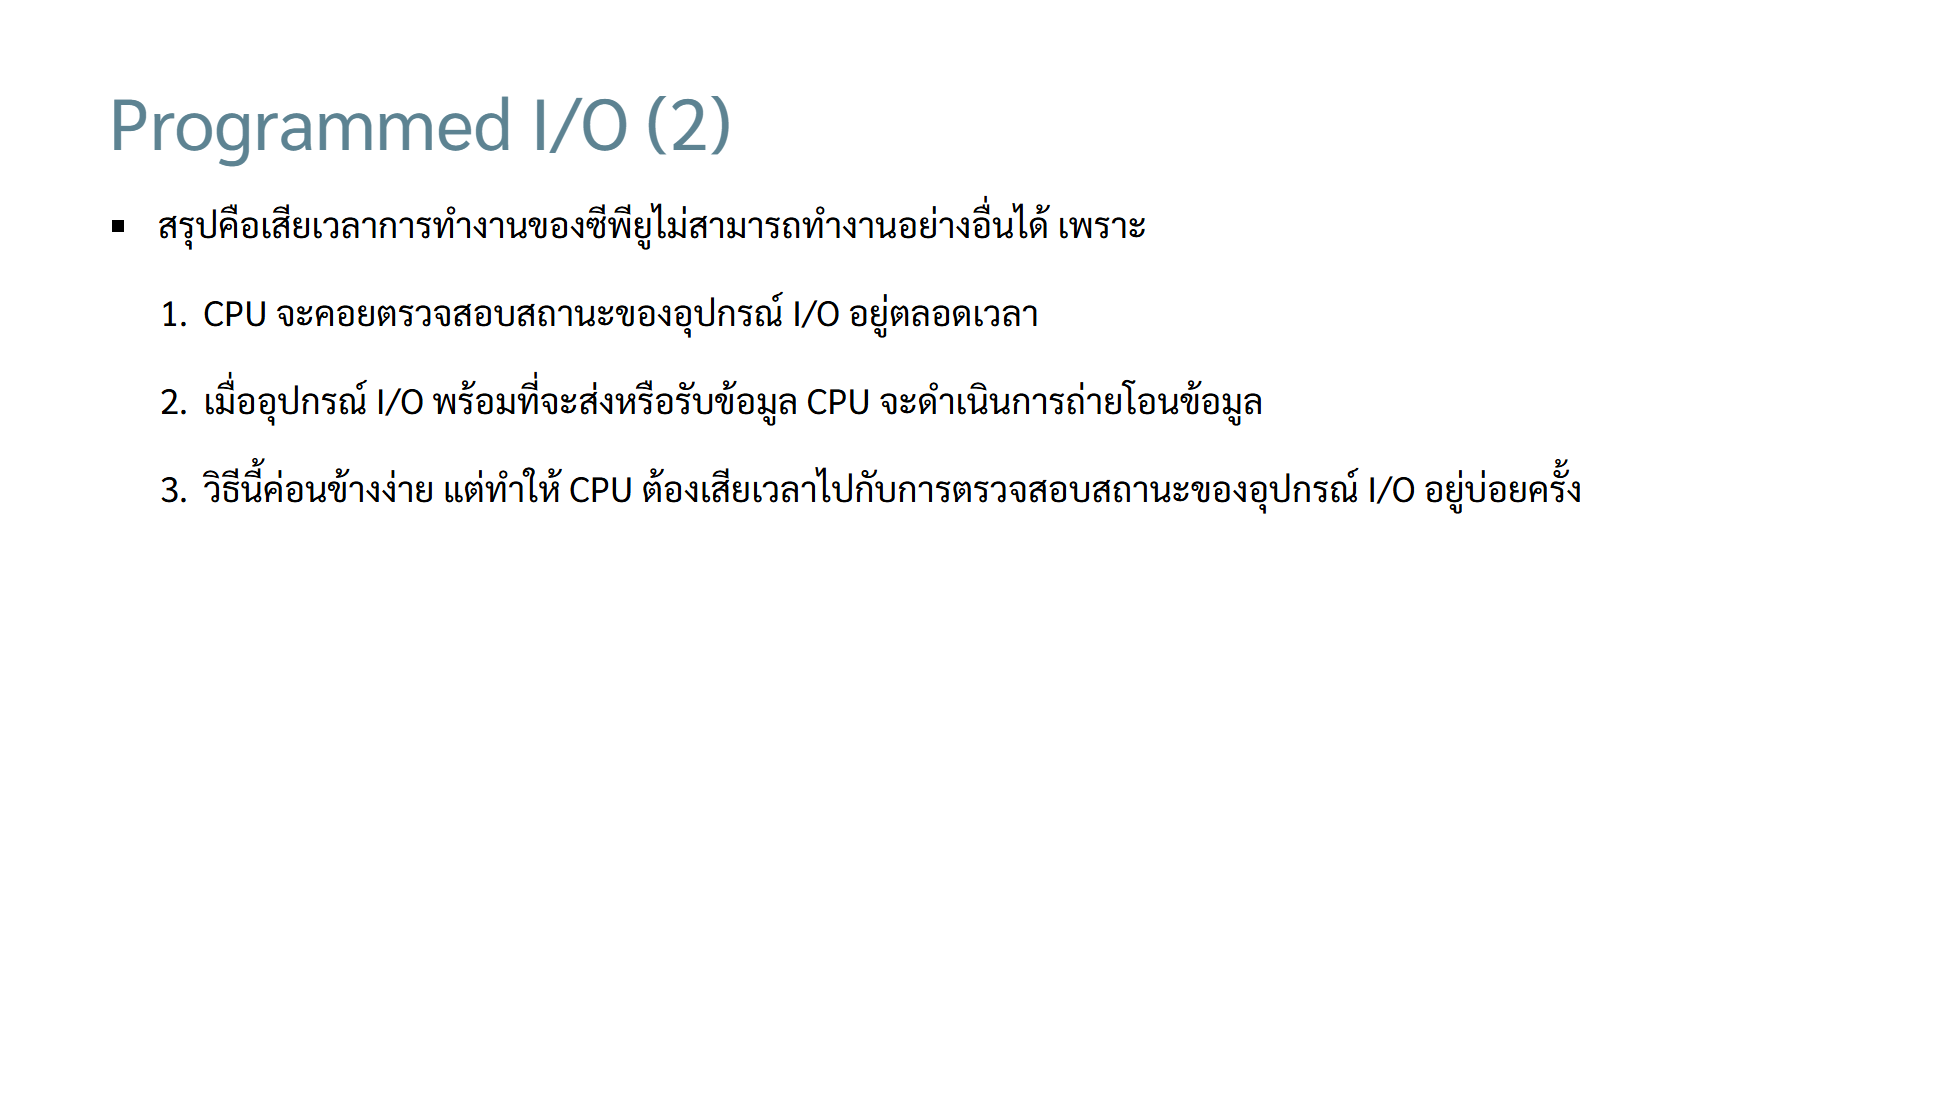 Programmed I/O (2)
▪ สรุปคือเสียเวลาการทำงานของซีพียูไม่สามารถทำงานอย่างอื่นได้ เพราะ
1. CPU จะคอยตรวจสอบสถานะของอุปกรณ์ I/O อยู่ตลอดเวลา
2. เมื่ออุปกรณ์ I/O พร้อมที่จะส่งหรือรับข้อมูล CPU จะดำเนินการถ่ายโอนข้อมูล
3. วิธีนี้ค่อนข้างง่าย แต่ทำให้ CPU ต้องเสียเวลาไปกับการตรวจสอบสถานะของอุปกรณ์ I/O อยู่บ่อยครั้ง